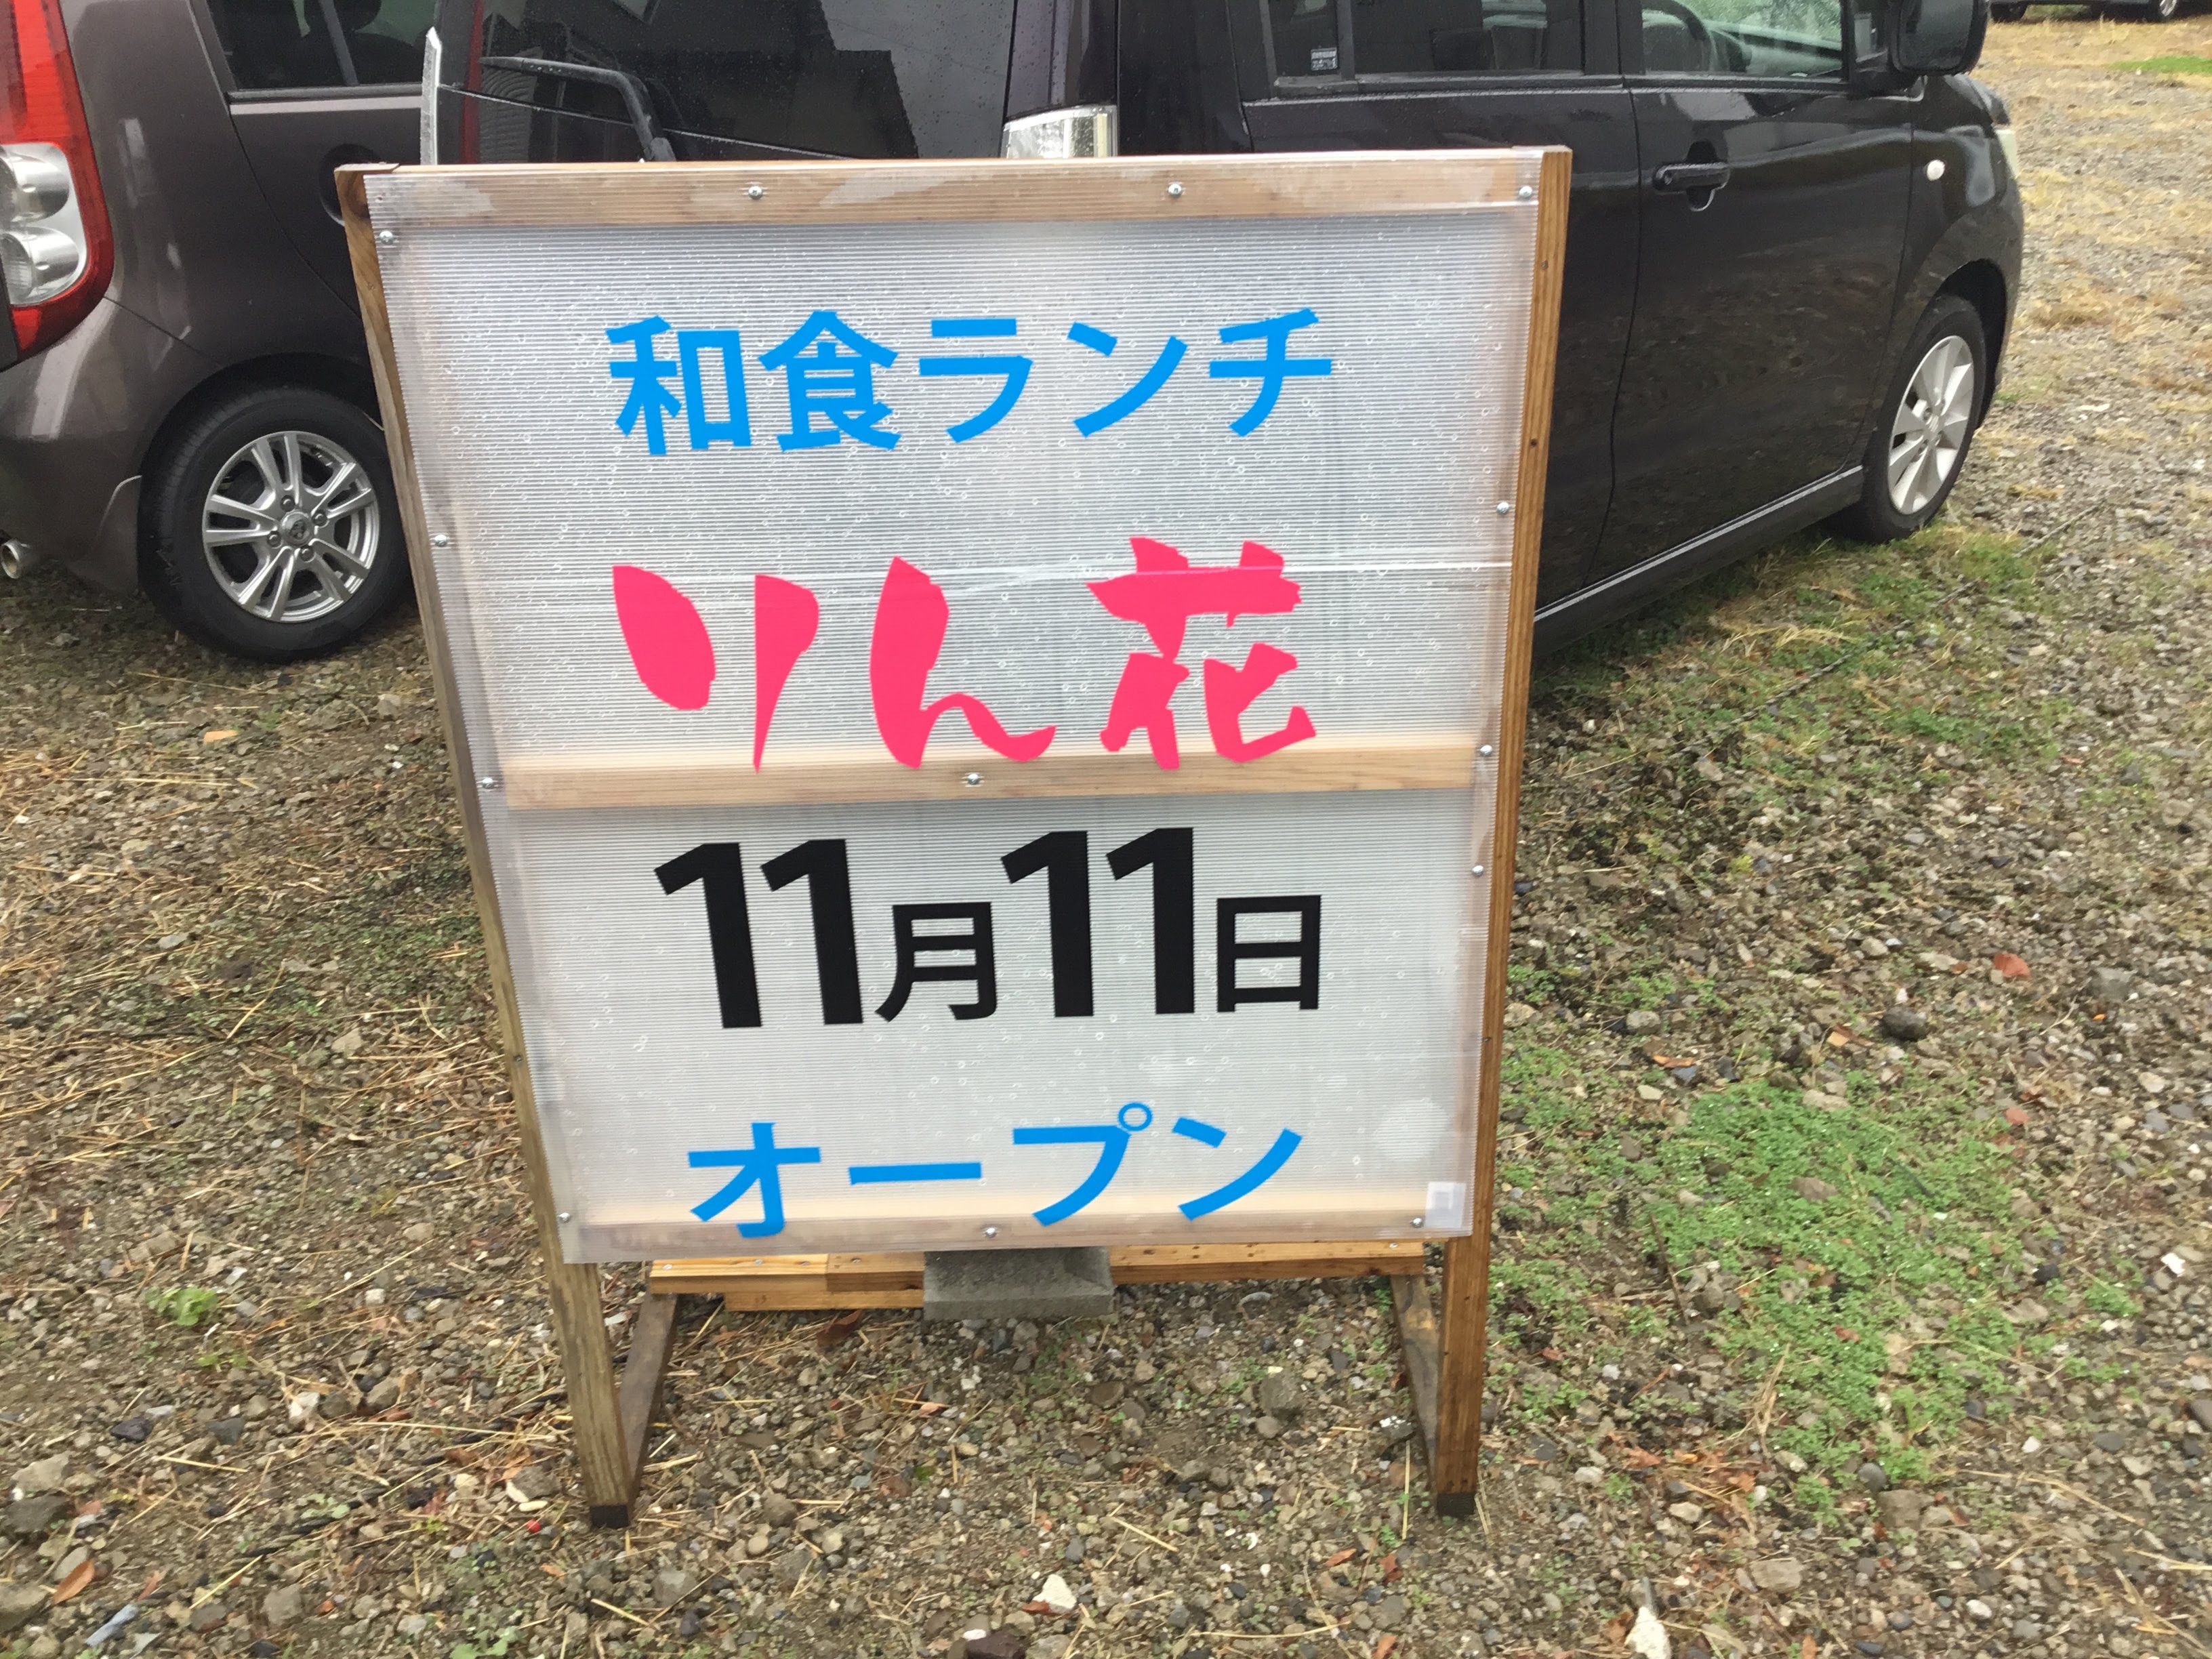 和食ランチ
りん花
11月11日
オープン